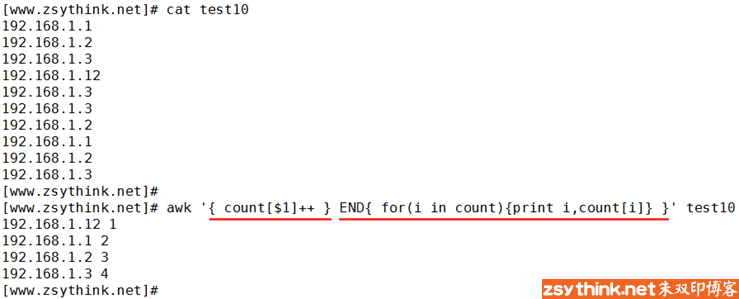 [www.zsythink.net]# cat test10
192.168.1.1
192.168.1.2
192.168.1.3
192.168.1.12
192.168.1.3
192.168.1.3
192.168.1.2
192.168.1.1
192.168.1.2
192.168.1.3
[www.zsythink.net]#
[www.zsythink.net]# awk '{ count[$1]++ } END{ for(i in count){print i,count[i]} }' test10
192.168.1.12 1
192.168.1.1 2
192.168.1.2 3
192.168.1.3 4
[www.zsythink.net]#
zsythink.net朱双印博客